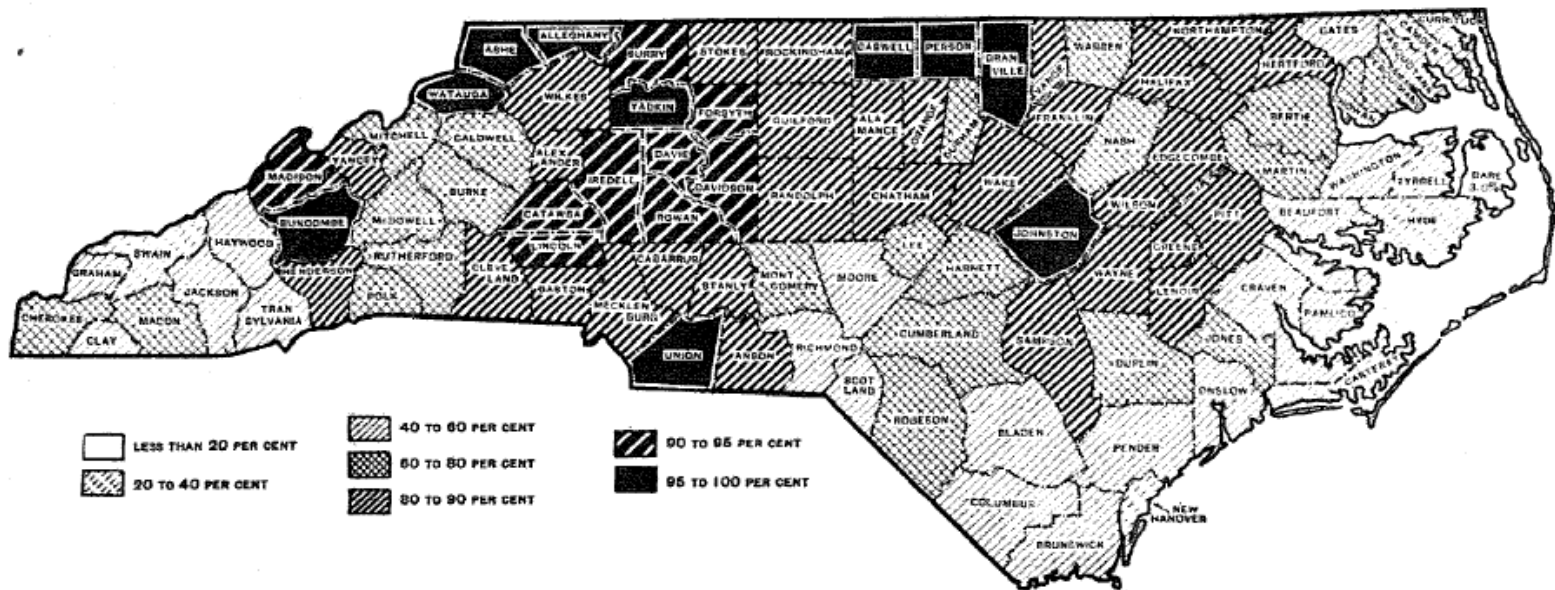 ALLEGHANY
ASHE
SURRY
STOKES
ROCKINGHAM
CASWELL
PERSON
GRAN
VILLE
WARREN
NORTHAMPTON
GATES
CURRITUCK
CAMDEN
HERTFORD
HALIFAX
WATAUGA
WILKES
YADKIN
FORSYTH
GUILFORD
ALA
MANCE
ORANGE
DURHAM
VANCE
FRANKLIN
NASH
BERTIE
MITCHELL
CALDWELL
YANCEY
MADISON
ALEX
ANDER
IREDELL
DAVIE
DAVIDSON
RANDOLPH
CHATHAM
WAKE
EDGECOMBE
MARTIN
WASHINGTON
TYRRELL
DARE
3.0%
BURKE
BUNCOMBE
McDOWELL
CATAWBA
ROWAN
WILSON
PITT
BEAUFORT
HYDE
SWAIN
HAYWOOD
RUTHERFORD
LINCOLN
CABARRUS
JOHNSTON
LEE
HARNETT
GREENE
GRAHAM
HENDERSON
CLEVE
LAND
GASTON
STANLY
MONT
GOMERY
MOORE
WAYNE
LENOIR
CRAVEN
PAMLICO
JACKSON
POLK
MECKLEN
BURG
CHEROKEE
MACON
TRAN
SYLVANIA
CLAY
UNION
ANSON
RICHMOND
CUMBERLAND
SAMPSON
DUPLIN
JONES
SCOT
LAND
ONSLOW
CARTERET
ROBESON
BLADEN
PENDER
COLUMBUS
NEW
HANOVER
BRUNSWICK
LESS THAN 20 PER CENT
20 TO 40 PER CENT
40 TO 60 PER CENT
60 TO 80 PER CENT
80 TO 90 PER CENT
90 TO 95 PER CENT
95 TO 100 PER CENT